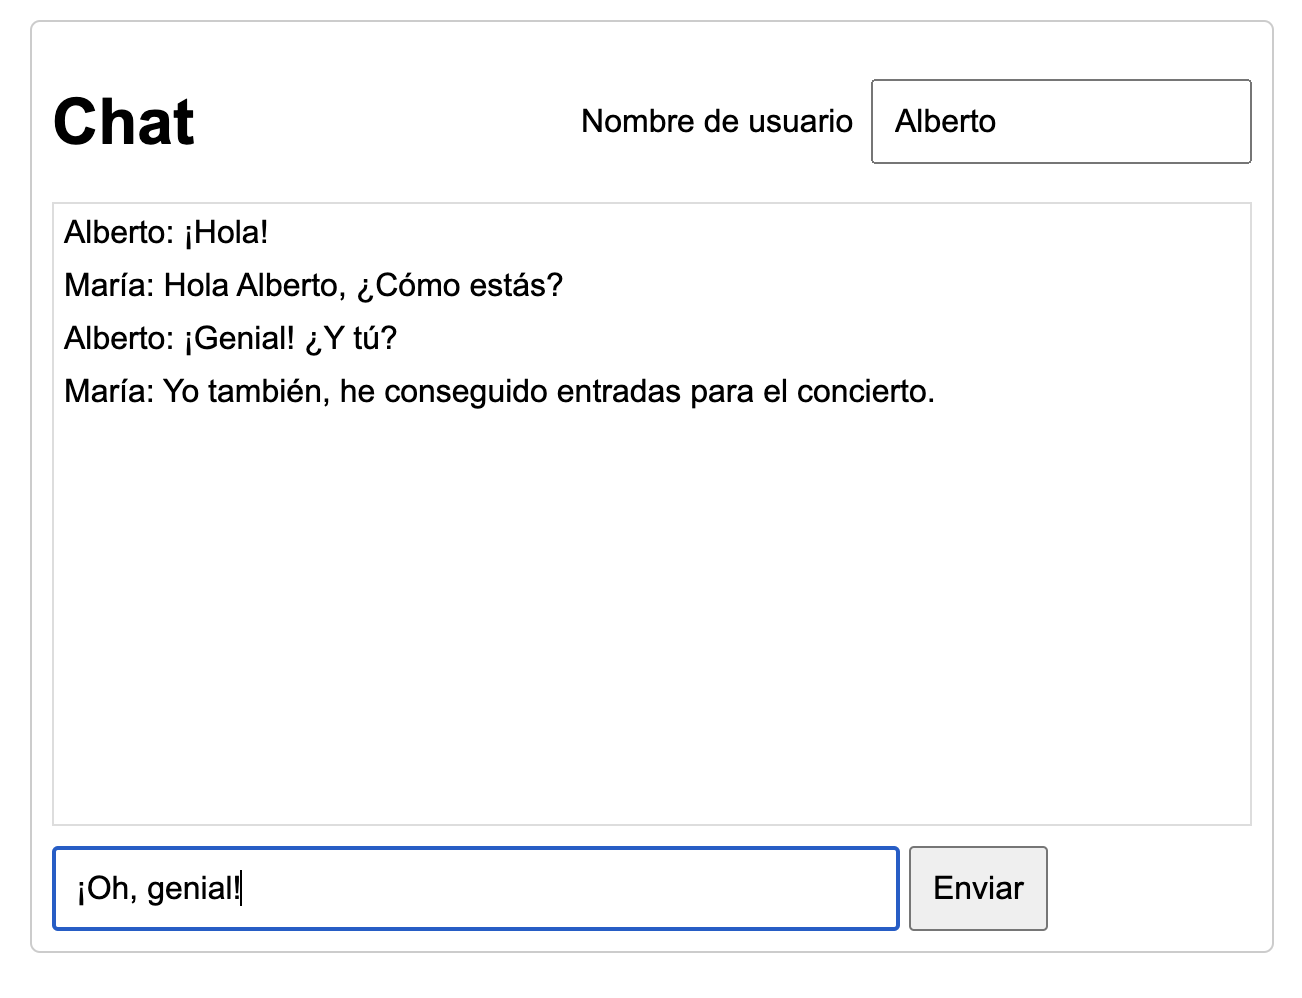 Chat
Nombre de usuario
Alberto
Alberto: ¡Hola!
María: Hola Alberto, ¿Cómo estás?
Alberto: ¡Genial! ¿Y tú?
María: Yo también, he conseguido entradas para el concierto.
¡Oh, genial!
Enviar